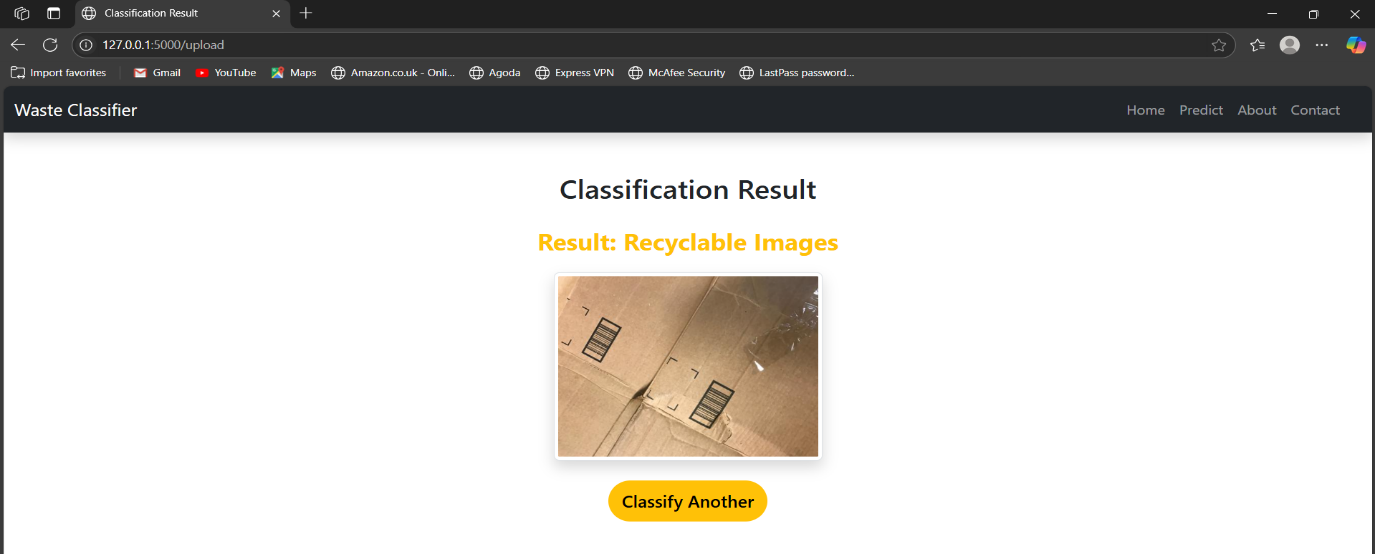 Classification Result
127.0.0.1:5000/upload
Import favorites Gmail YouTube Maps Amazon.co.uk - Onli... Agoda Express VPN McAfee Security LastPass password...
Waste Classifier Home Predict About Contact
Classification Result
Result: Recyclable Images
Classify Another